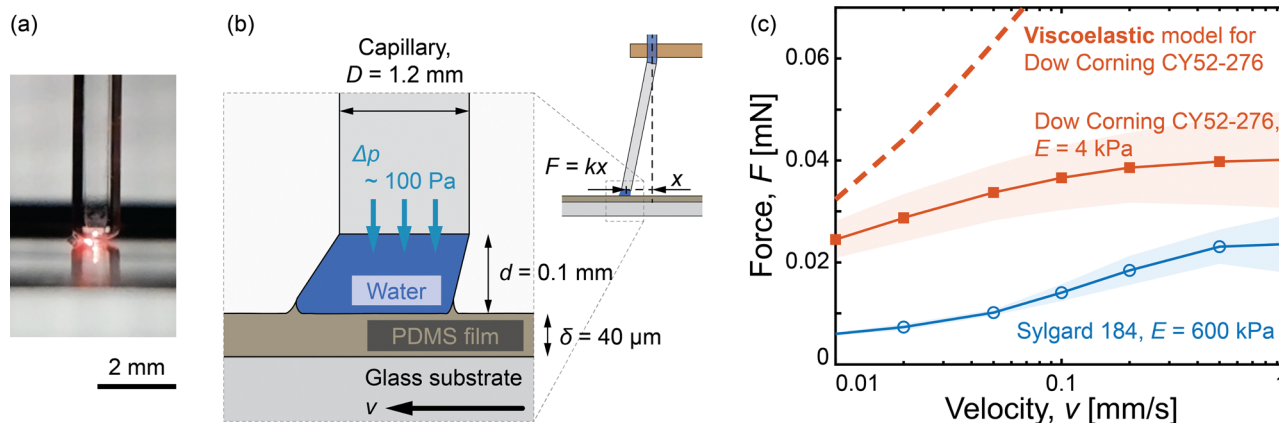 (a)
2 mm
(b)
Capillary,
D = 1.2 mm
Δp
~ 100 Pa
Water
d = 0.1 mm
PDMS film
δ = 40 μm
Glass substrate
v
F = kx
x
(c)
Force, F [mN]
0.06
0.04
0.02
0
0.01
0.1
1
Velocity, v [mm/s]
Viscoelastic model for
Dow Corning CY52-276
Dow Corning CY52-276,
E = 4 kPa
Sylgard 184, E = 600 kPa